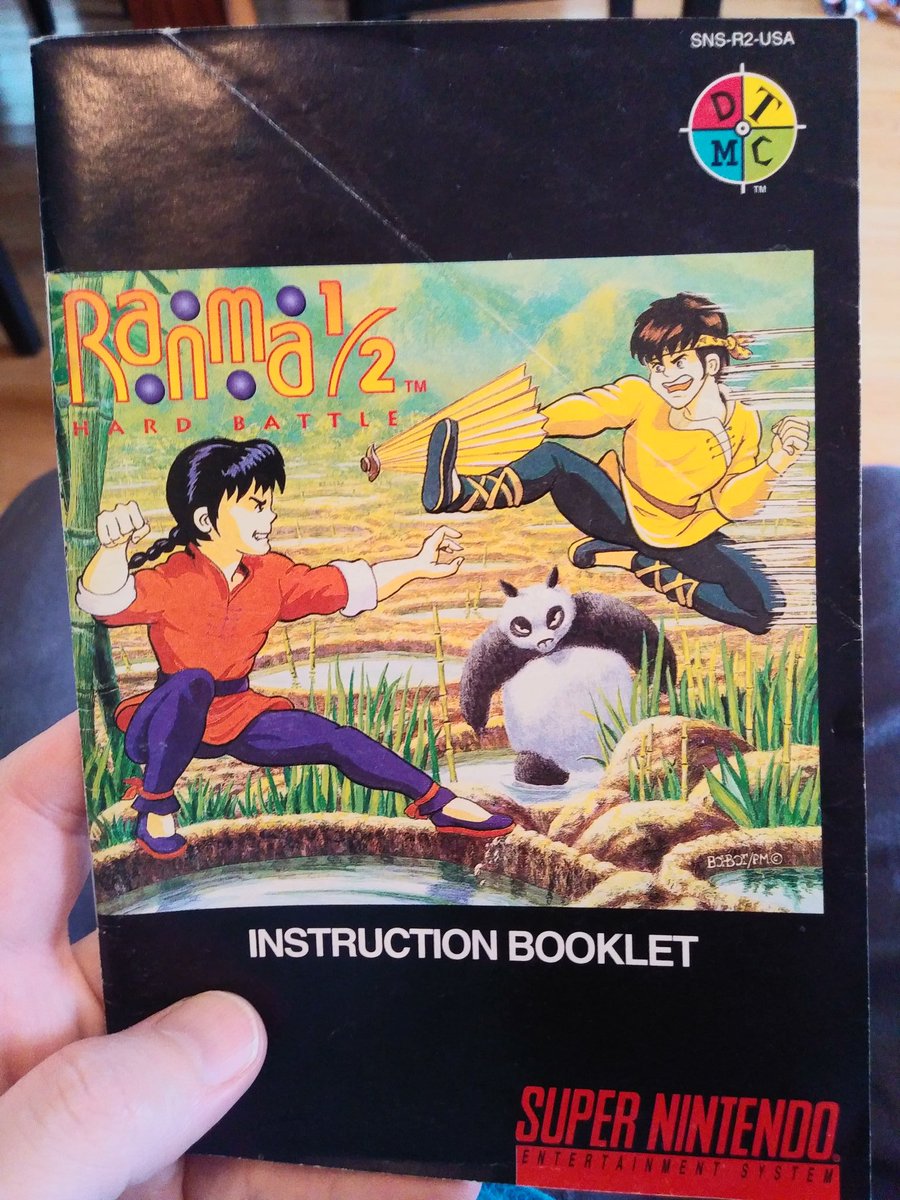 SNS-R2-USA
D T
M C
TM
Ranma 1/2 TM
HARD BATTLE
INSTRUCTION BOOKLET
SUPER NINTENDO®
ENTERTAINMENT SYSTEM